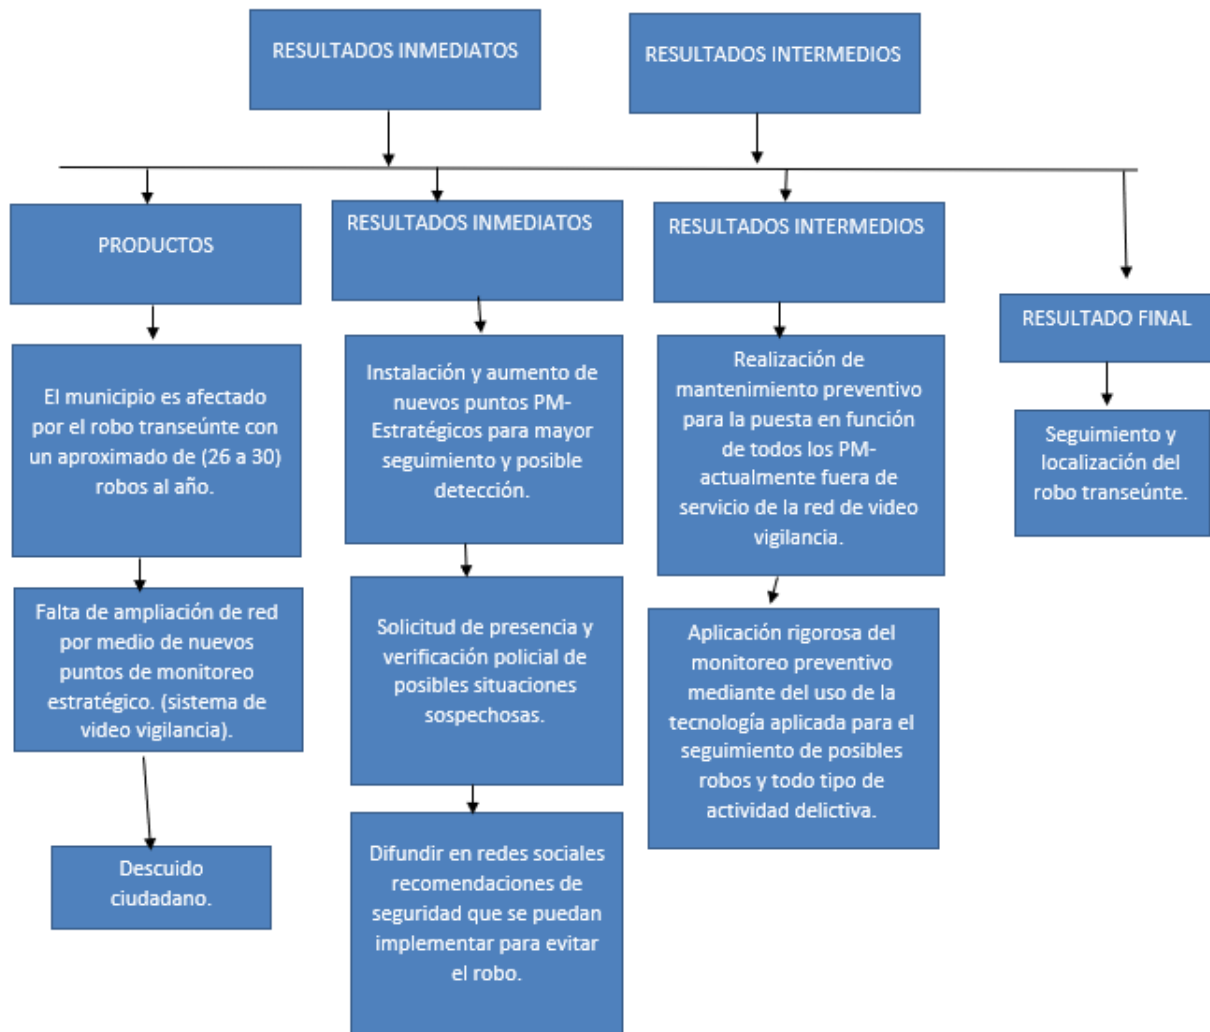 RESULTADOS INMEDIATOS
RESULTADOS INTERMEDIOS
PRODUCTOS
El municipio es afectado
por el robo transeúnte con
un aproximado de (26 a 30)
robos al año.
Falta de ampliación de red
por medio de nuevos
puntos de monitoreo
estratégico. (sistema de
video vigilancia).
Descuido
ciudadano.
RESULTADOS INMEDIATOS
Instalación y aumento de
nuevos puntos PM-
Estratégicos para mayor
seguimiento y posible
detección.
Solicitud de presencia y
verificación policial de
posibles situaciones
sospechosas.
Difundir en redes sociales
recomendaciones de
seguridad que se puedan
implementar para evitar
el robo.
RESULTADOS INTERMEDIOS
Realización de
mantenimiento preventivo
para la puesta en función
de todos los PM-
actualmente fuera de
servicio de la red de video
vigilancia.
Aplicación rigorosa del
monitoreo preventivo
mediante del uso de la
tecnología aplicada para el
seguimiento de posibles
robos y todo tipo de
actividad delictiva.
RESULTADO FINAL
Seguimiento y
localización del
robo transeúnte.